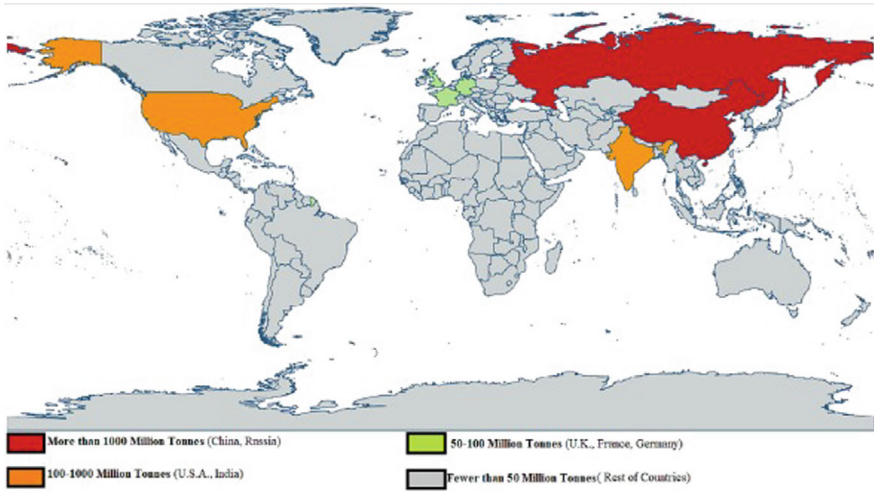 More than 1000 Million Tonnes (China, Rnssia)
50-100 Million Tonnes (U.K., France, Germany)
100-1000 Million Tonnes (U.S.A., India)
Fewer than 50 Million Tonnes( Rest of Countries)